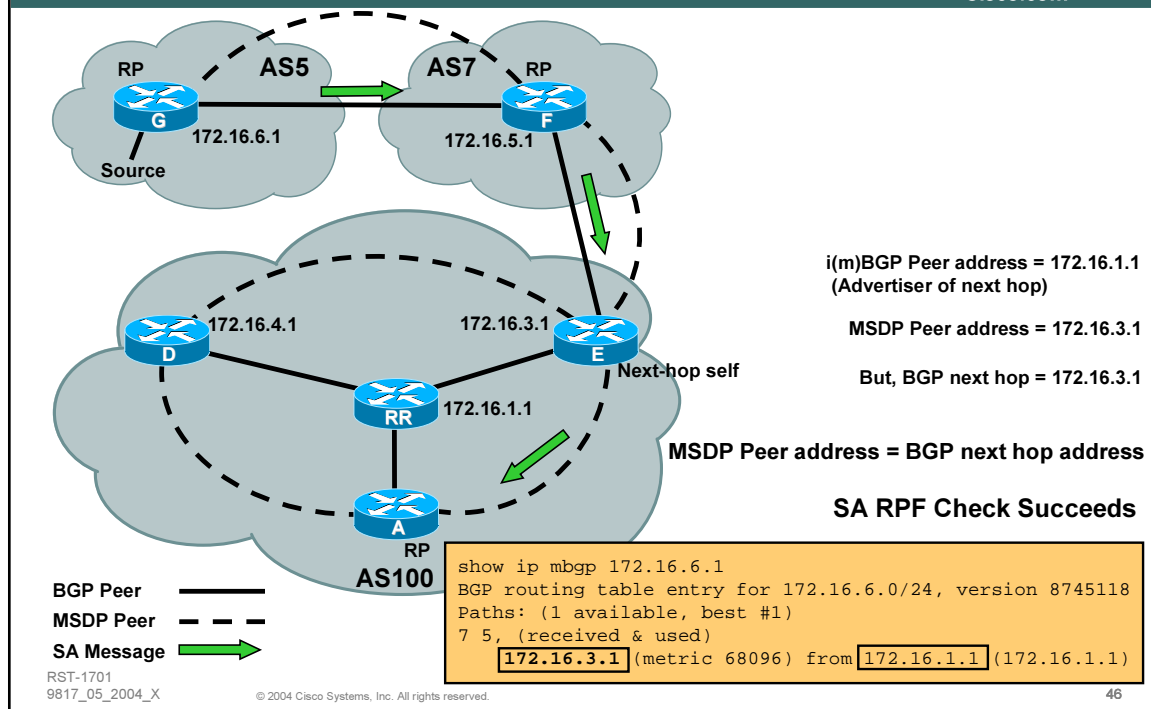 RP
AS5
AS7
RP
G
F
172.16.6.1
172.16.5.1
Source
i(m)BGP Peer address = 172.16.1.1
(Advertiser of next hop)
172.16.4.1
172.16.3.1
MSDP Peer address = 172.16.3.1
D
E
Next-hop self
But, BGP next hop = 172.16.3.1
RR
172.16.1.1
MSDP Peer address = BGP next hop address
A
RP
SA RPF Check Succeeds
AS100
show ip mbgp 172.16.6.1
BGP routing table entry for 172.16.6.0/24, version 8745118
Paths: (1 available, best #1)
7 5, (received & used)
172.16.3.1 (metric 68096) from 172.16.1.1 (172.16.1.1)
BGP Peer
MSDP Peer
SA Message
RST-1701
9817_05_2004_X
© 2004 Cisco Systems, Inc. All rights reserved.
46